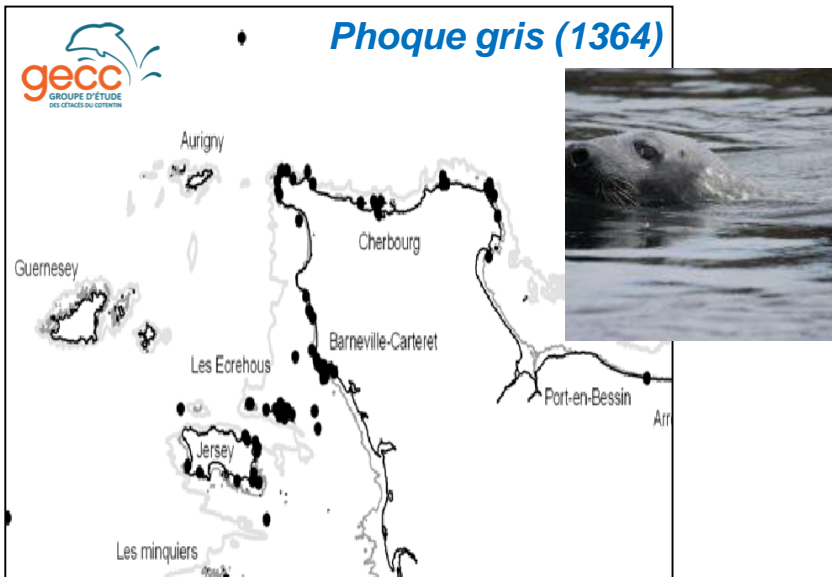 Phoque gris (1364)
gecc
GROUPE D'ÉTUDE
DES CÉTACÉS DU COTENTIN
Aurigny
Cherbourg
Guernesey
Barneville-Carteret
Les Ecrehous
Port-en-Bessin
Arr
Jersey
Les minquiers